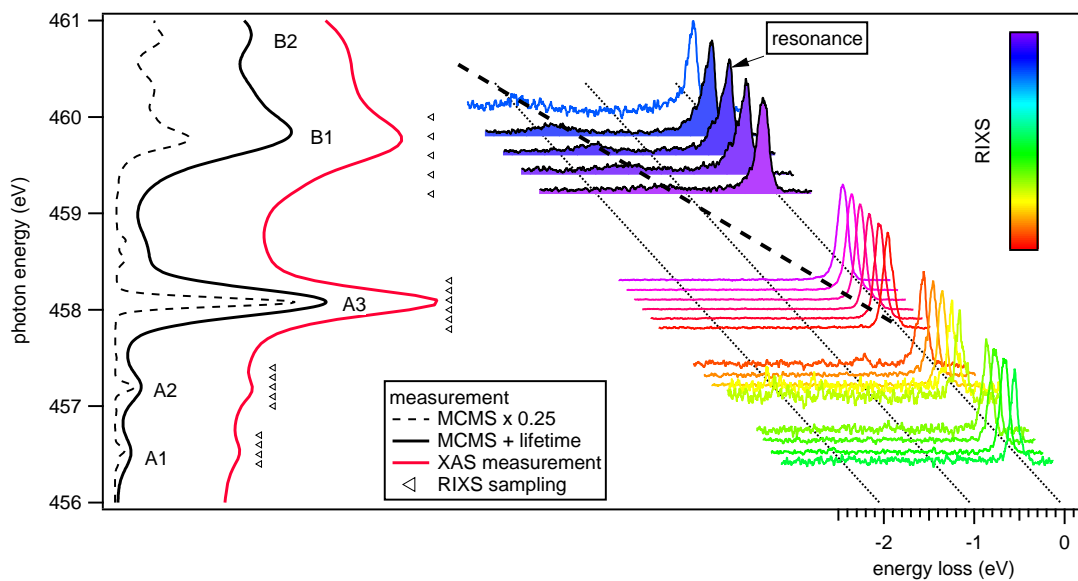 461
460
459
458
457
456
photon energy (eV)
B2
B1
A3
A2
A1
measurement
MCMS x 0.25
MCMS + lifetime
XAS measurement
RIXS sampling
resonance
RIXS
-2
-1
0
energy loss (eV)